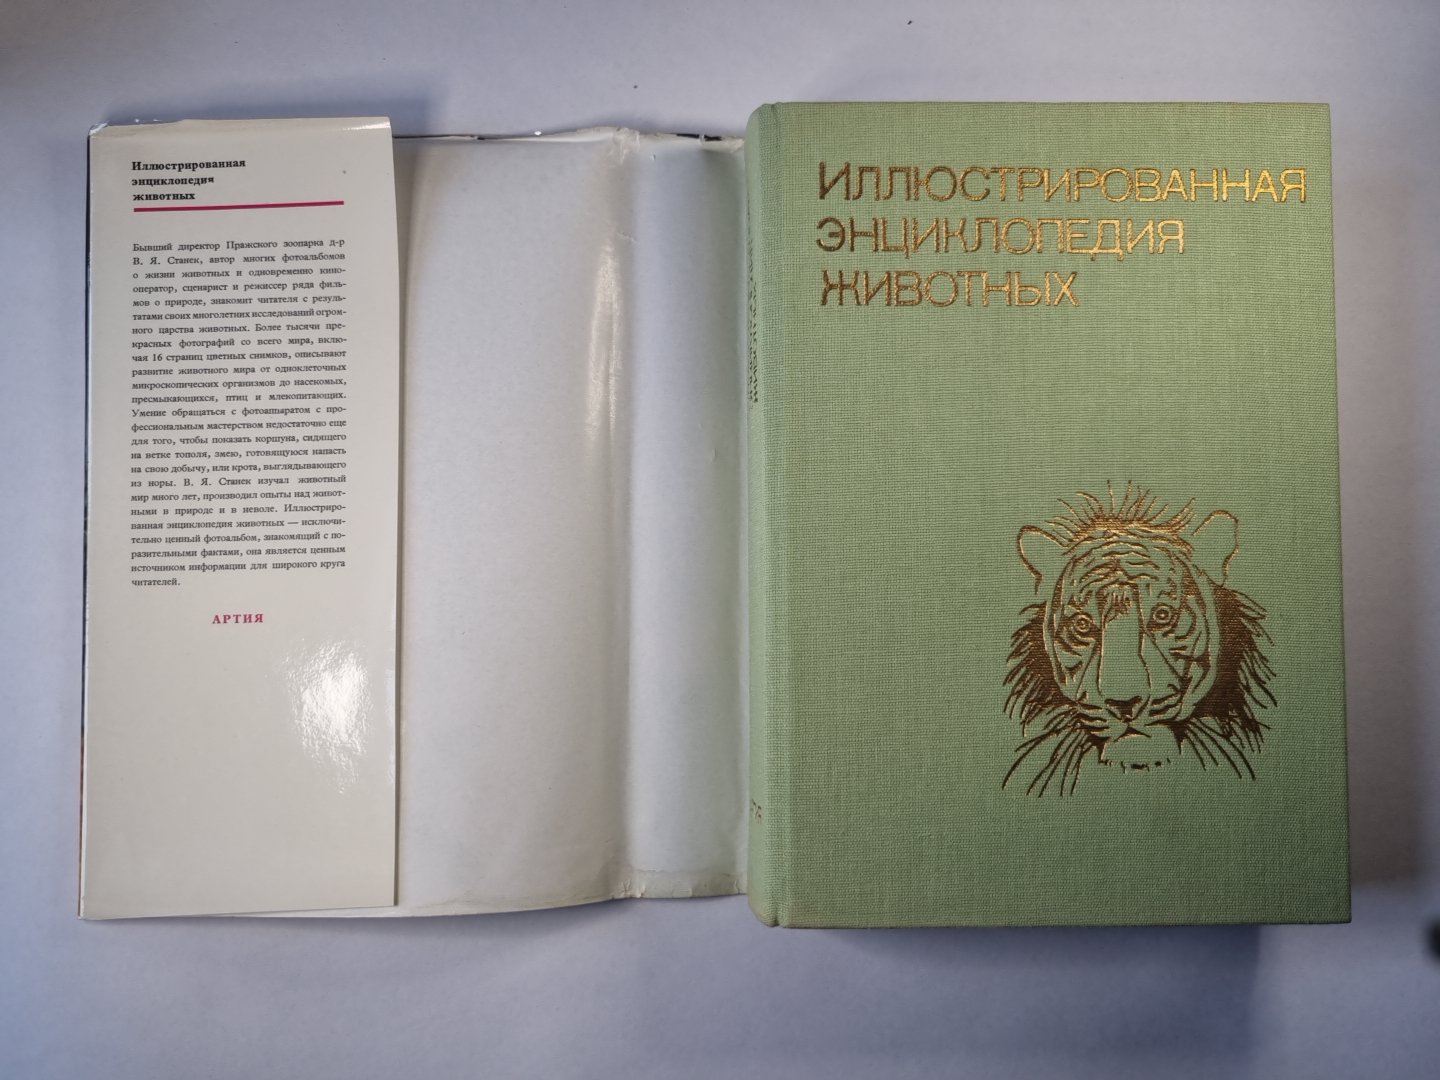 Иллюстрированная
энциклопедия
животных
Бывший директор Пражского зоопарка д-р
В. Я. Станек, автор многих фотоальбомов
о жизни животных и одновременно кино-
оператор, сценарист и режиссер ряда филь-
мов о природе, знакомит читателя с резуль-
татами своих многолетних исследований огром-
ного царства животных. Более тысячи пре-
красных фотографий со всего мира, вклю-
чая 16 страниц цветных снимков, описывают
развитие животного мира от одноклеточных
микроскопических организмов до насекомых,
пресмыкающихся, птиц и млекопитающих.
Умение обращаться с фотоаппаратом с про-
фессиональным мастерством недостаточно еще
для того, чтобы показать коршуна, сидящего
на ветке тополя, змею, готовящуюся напасть
на свою добычу, или крота, выглядывающего
из норы. В. Я. Станек изучал животный
мир много лет, производил опыты над живот-
ными в природе и в неволе. Иллюстриро-
ванная энциклопедия животных — исключи-
тельно ценный фотоальбом, знакомящий с по-
разительными фактами, она является ценным
источником информации для широкого круга
читателей.
АРТИЯ
ИЛЛЮСТРИРОВАННАЯ
ЭНЦИКЛОПЕДИЯ
ЖИВОТНЫХ